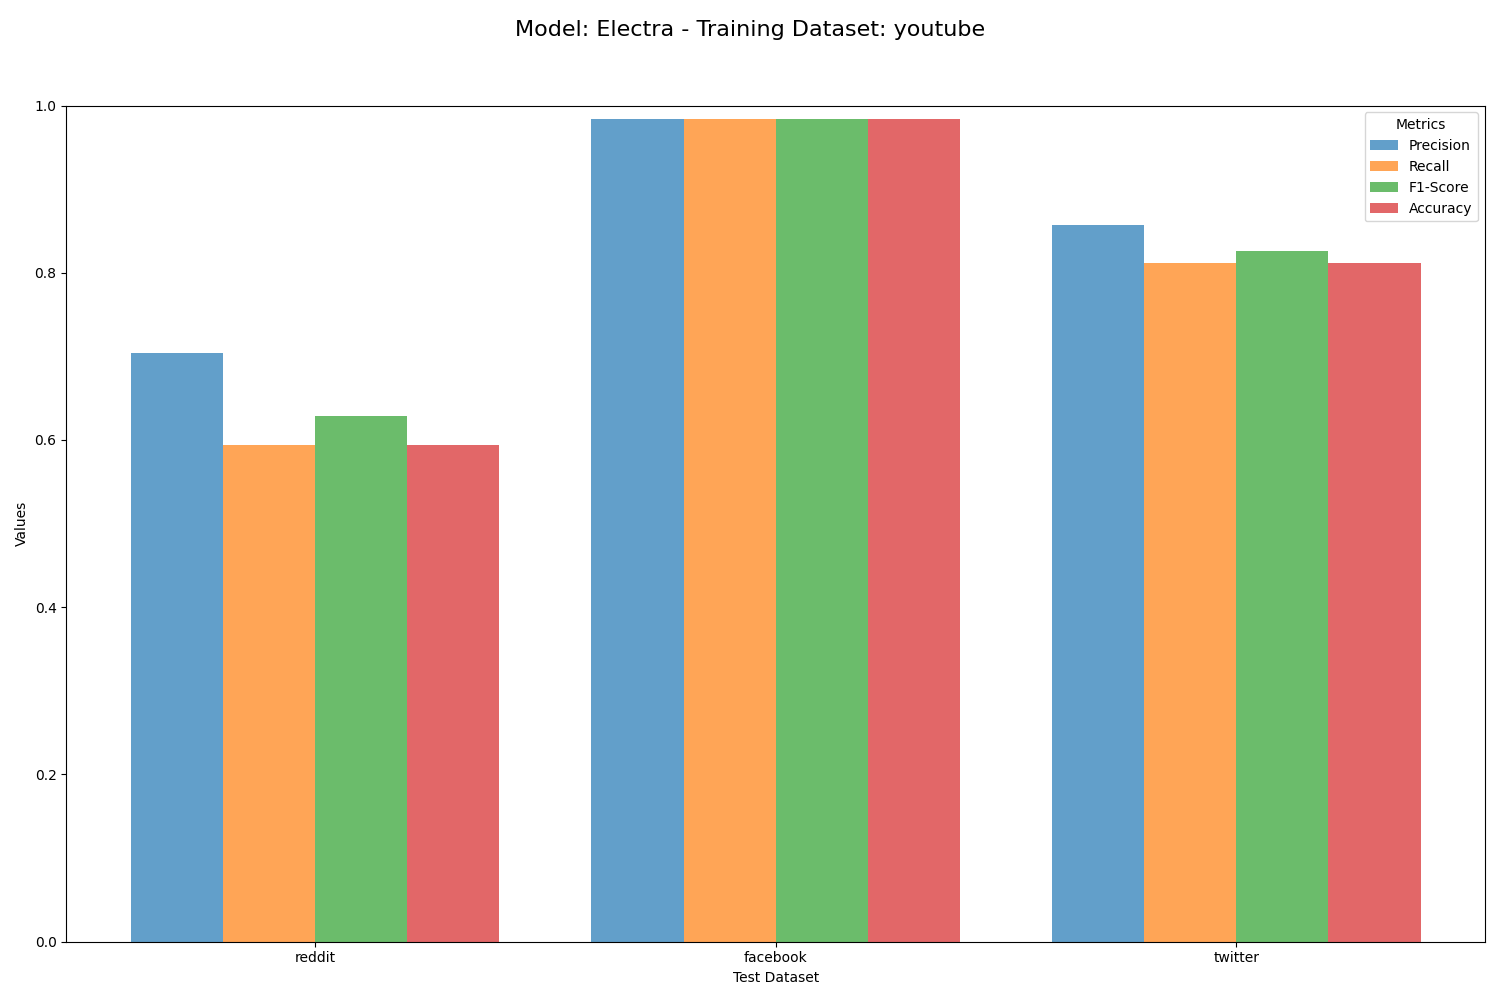 Model: Electra - Training Dataset: youtube
1.0
0.8
0.6
0.4
0.2
0.0
Values
Metrics
Precision
Recall
F1-Score
Accuracy
reddit
facebook
twitter
Test Dataset